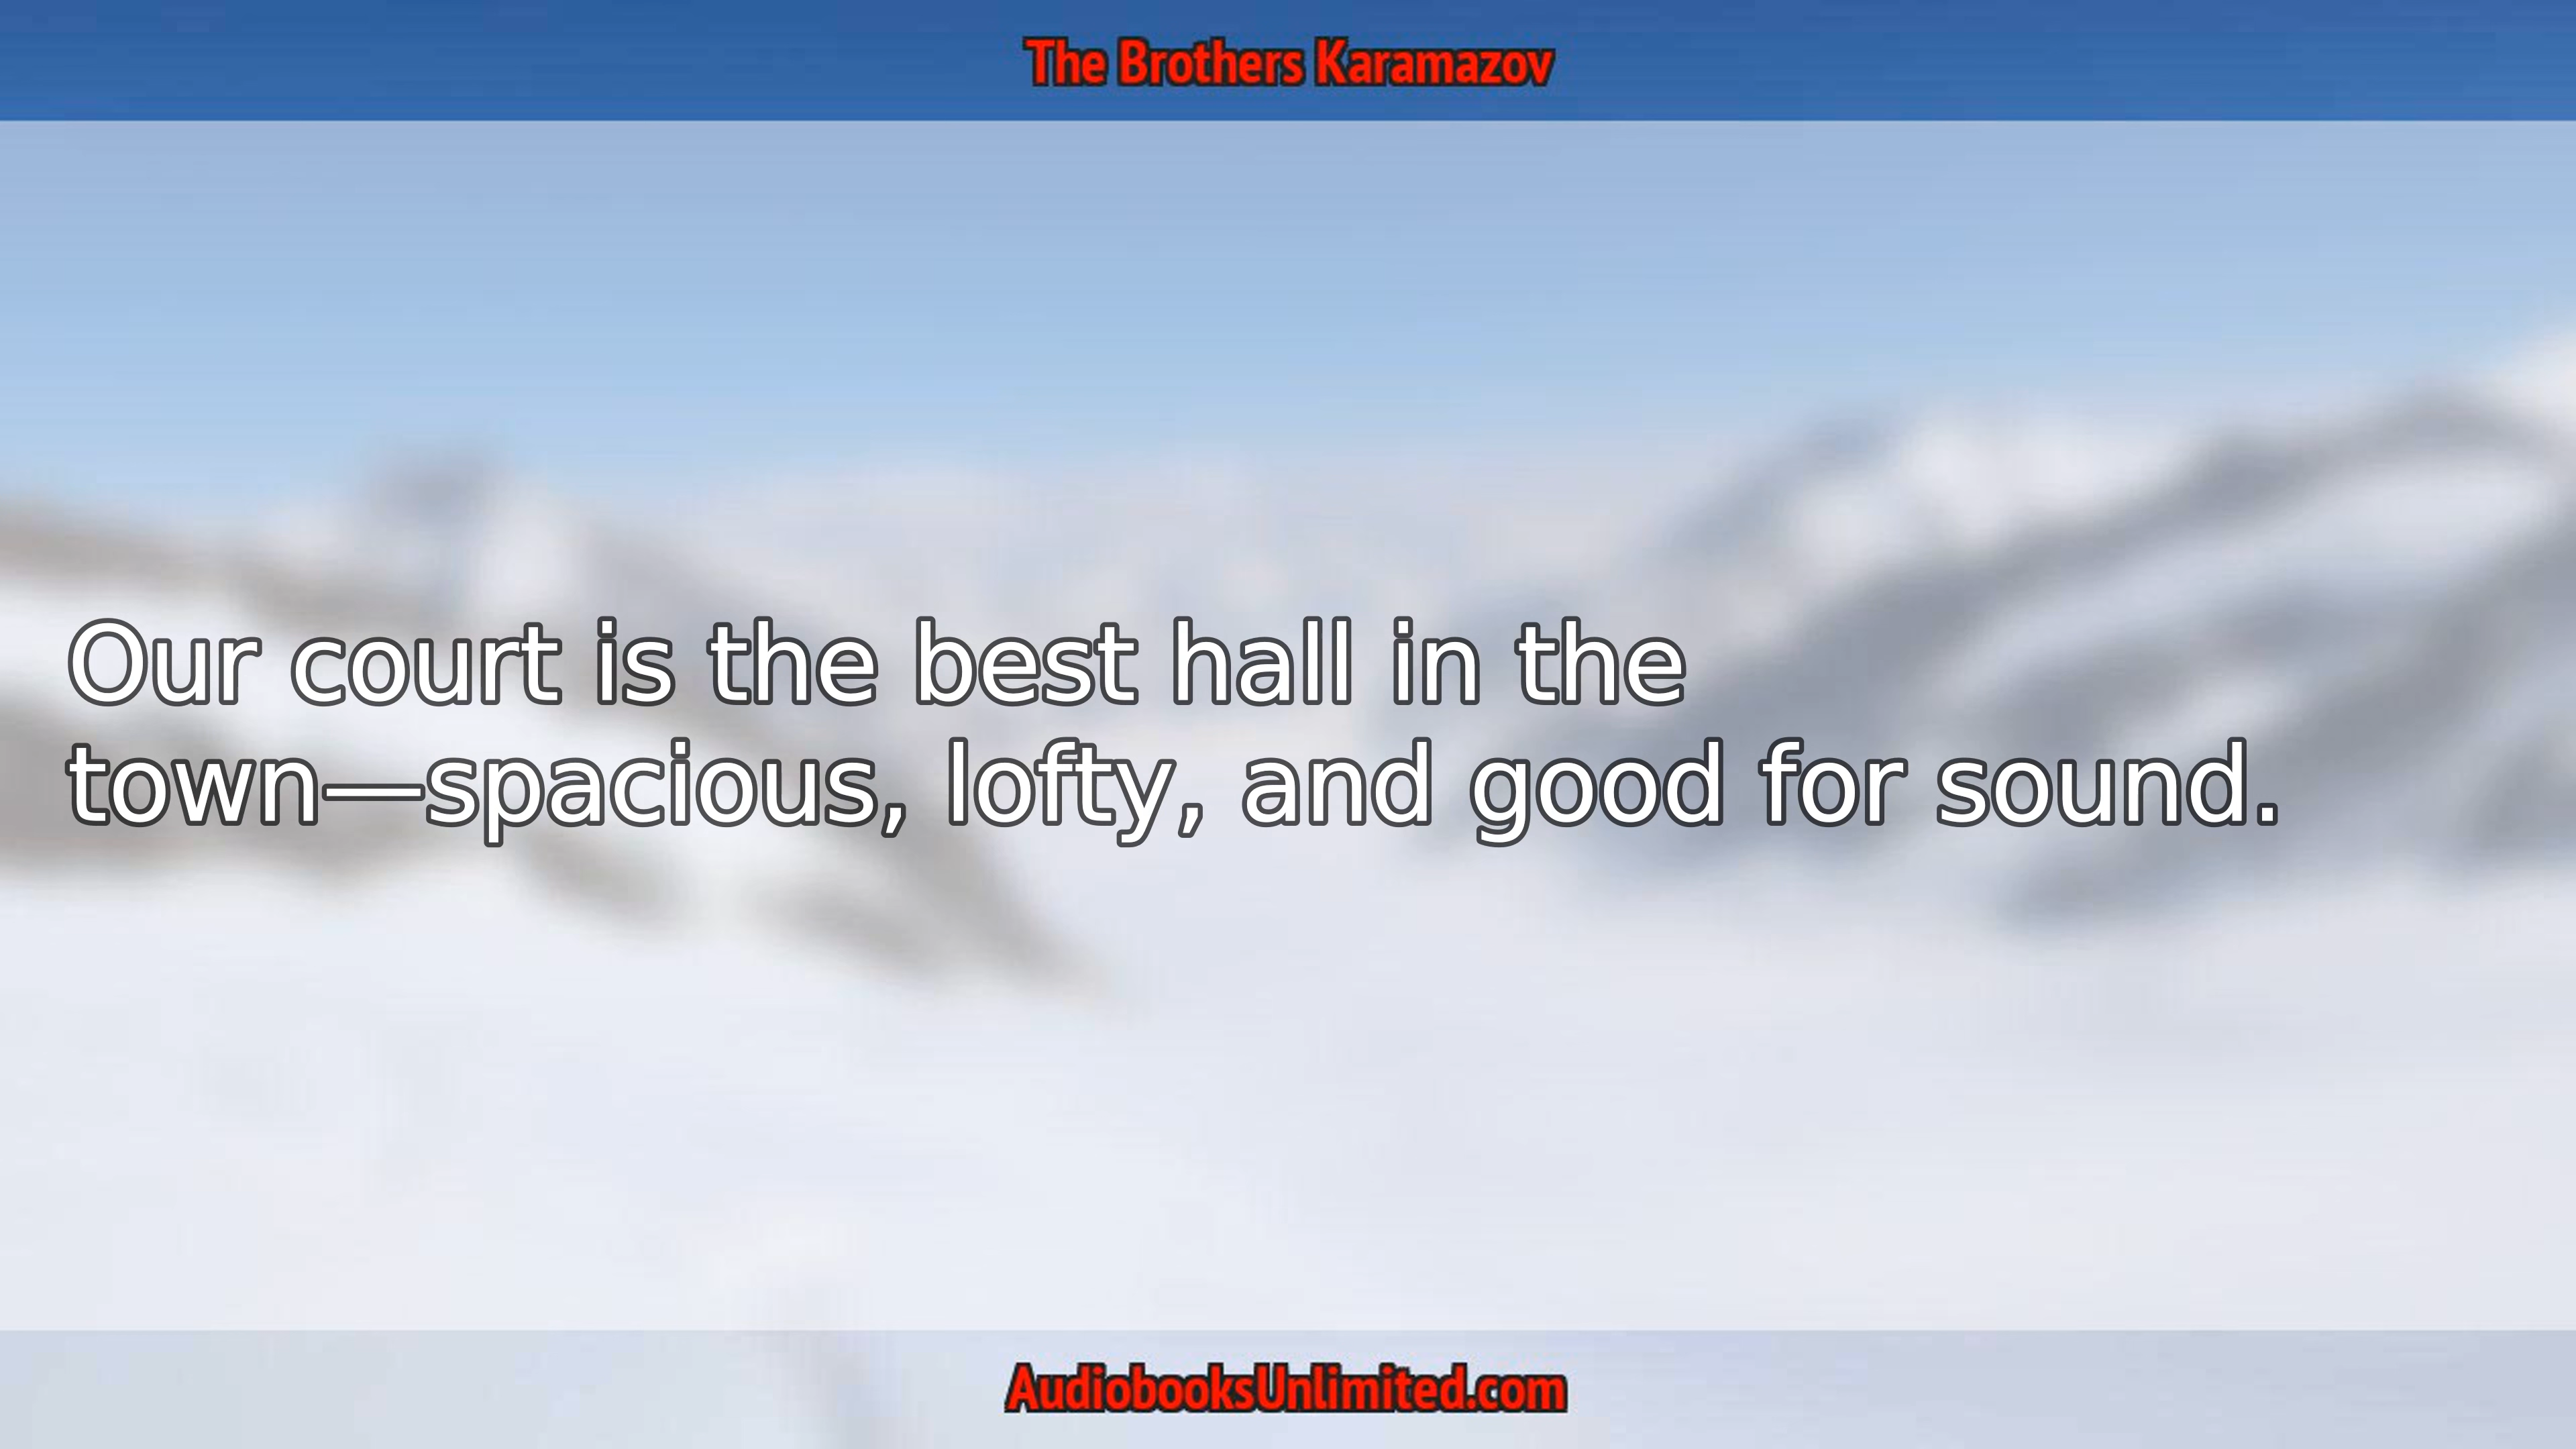 The Brothers Karamazov
Our court is the best hall in the
town—spacious, lofty, and good for sound.
AudiobooksUnlimited.com